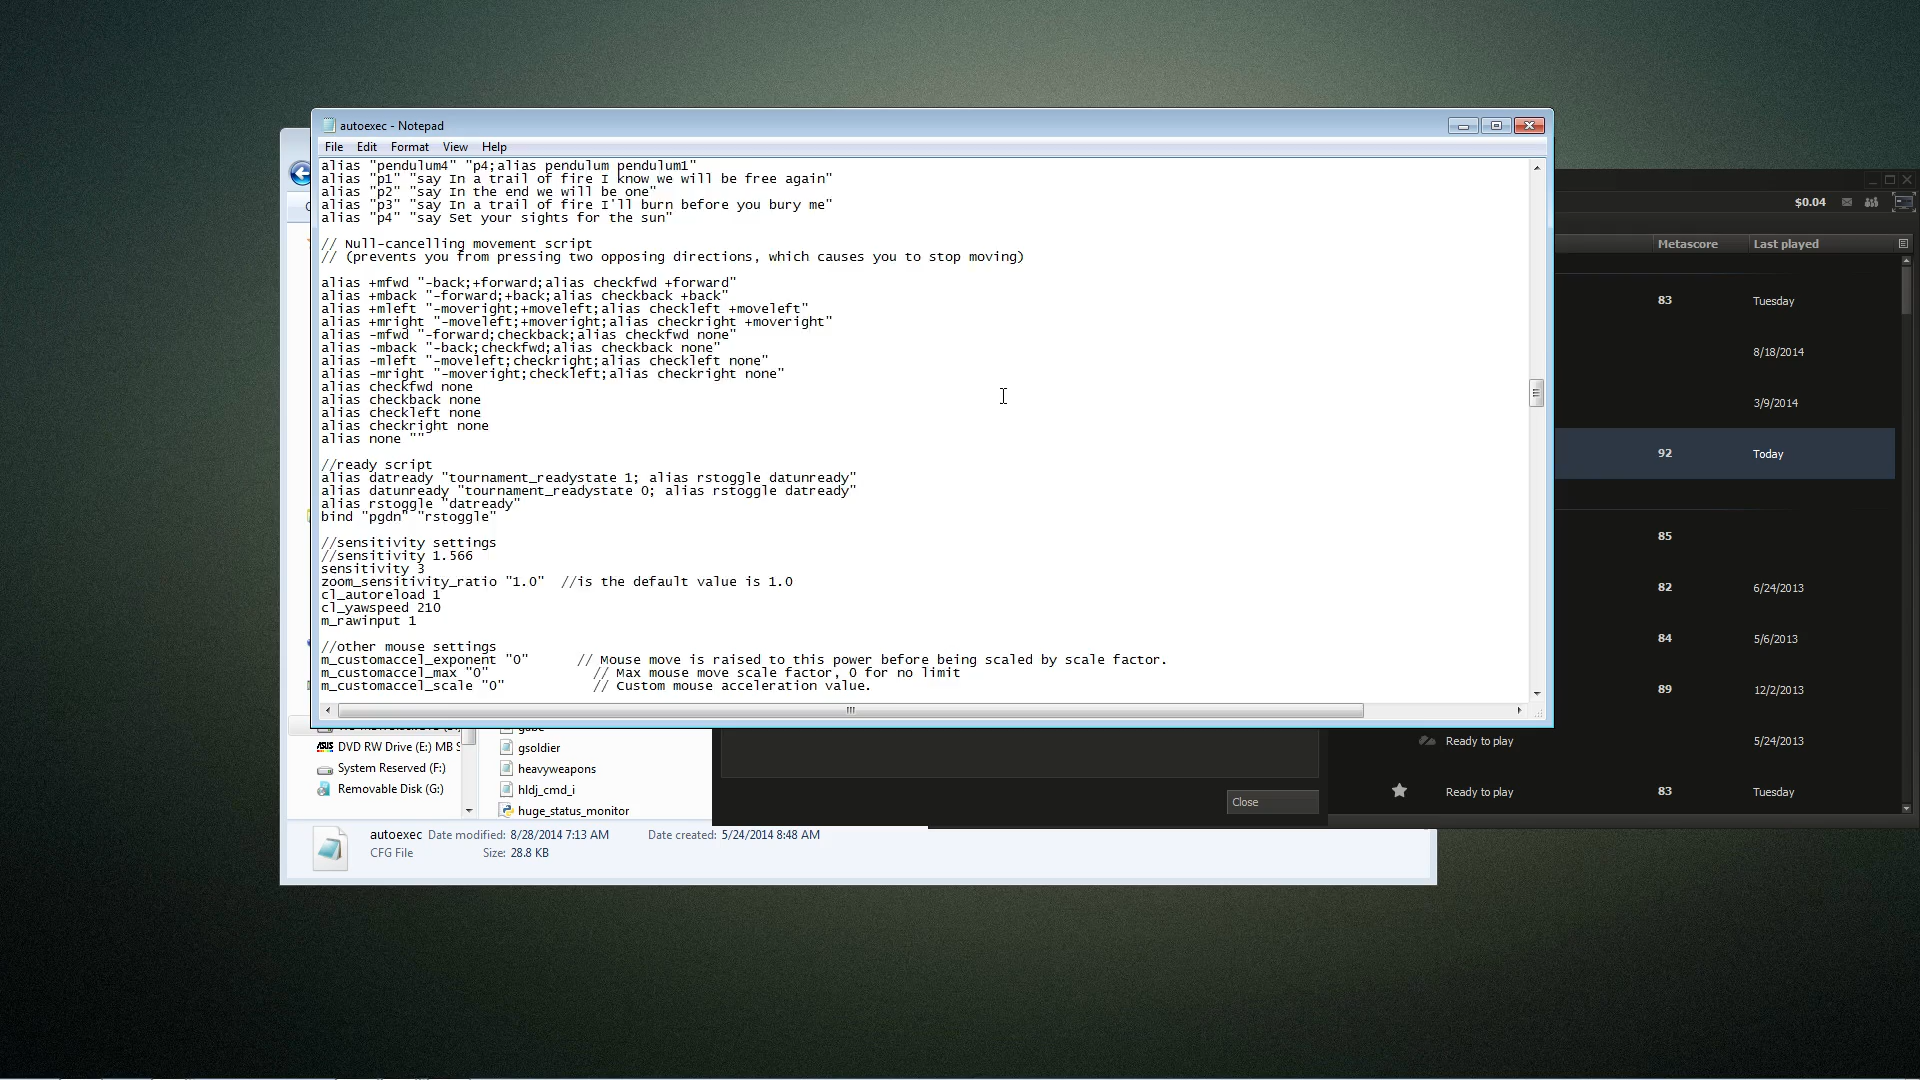 autoexec - Notepad
File Edit Format View Help
alias "pendulum4" "p4;alias pendulum pendulum1"
alias "p1" "say In a trail of fire I know we will be free again"
alias "p2" "say In the end we will be one"
alias "p3" "say In a trail of fire I'll burn before you bury me"
alias "p4" "say Set your sights for the sun"
// Null-cancelling movement script
// (prevents you from pressing two opposing directions, which causes you to stop moving)
alias +mfwd "-back;+forward;alias checkfwd +forward"
alias +mback "-forward;+back;alias checkback +back"
alias +mleft "-moveright;+moveleft;alias checkleft +moveleft"
alias +mright "-moveleft;+moveright;alias checkright +moveright"
alias -mfwd "-forward;checkback;alias checkfwd none"
alias -mback "-back;checkfwd;alias checkback none"
alias -mleft "-moveleft;checkright;alias checkleft none"
alias -mright "-moveright;checkleft;alias checkright none"
alias checkfwd none
alias checkback none
alias checkleft none
alias checkright none
alias none ""
//ready script
alias datready "tournament_readystate 1; alias rstoggle datunready"
alias datunready "tournament_readystate 0; alias rstoggle datready"
alias rstoggle "datready"
bind "pgdn" "rstoggle"
//sensitivity settings
//sensitivity 1.566
sensitivity 3
zoom_sensitivity_ratio "1.0"  //is the default value is 1.0
cl_autoreload 1
cl_yawspeed 210
m_rawinput 1
//other mouse settings
m_customaccel_exponent "0"      // Mouse move is raised to this power before being scaled by scale factor.
m_customaccel_max "0"             // Max mouse move scale factor, 0 for no limit
m_customaccel_scale "0"           // Custom mouse acceleration value.
$0.04
Metascore Last played
83 Tuesday
8/18/2014
3/9/2014
92 Today
85
82 6/24/2013
84 5/6/2013
89 12/2/2013
Ready to play 5/24/2013
Ready to play 83 Tuesday
Close
DVD RW Drive (E:) MB S
System Reserved (F:)
Removable Disk (G:)
gsoldier
heavyweapons
hldj_cmd_i
huge_status_monitor
autoexec Date modified: 8/28/2014 7:13 AM Date created: 5/24/2014 8:48 AM
CFG File Size: 28.8 KB